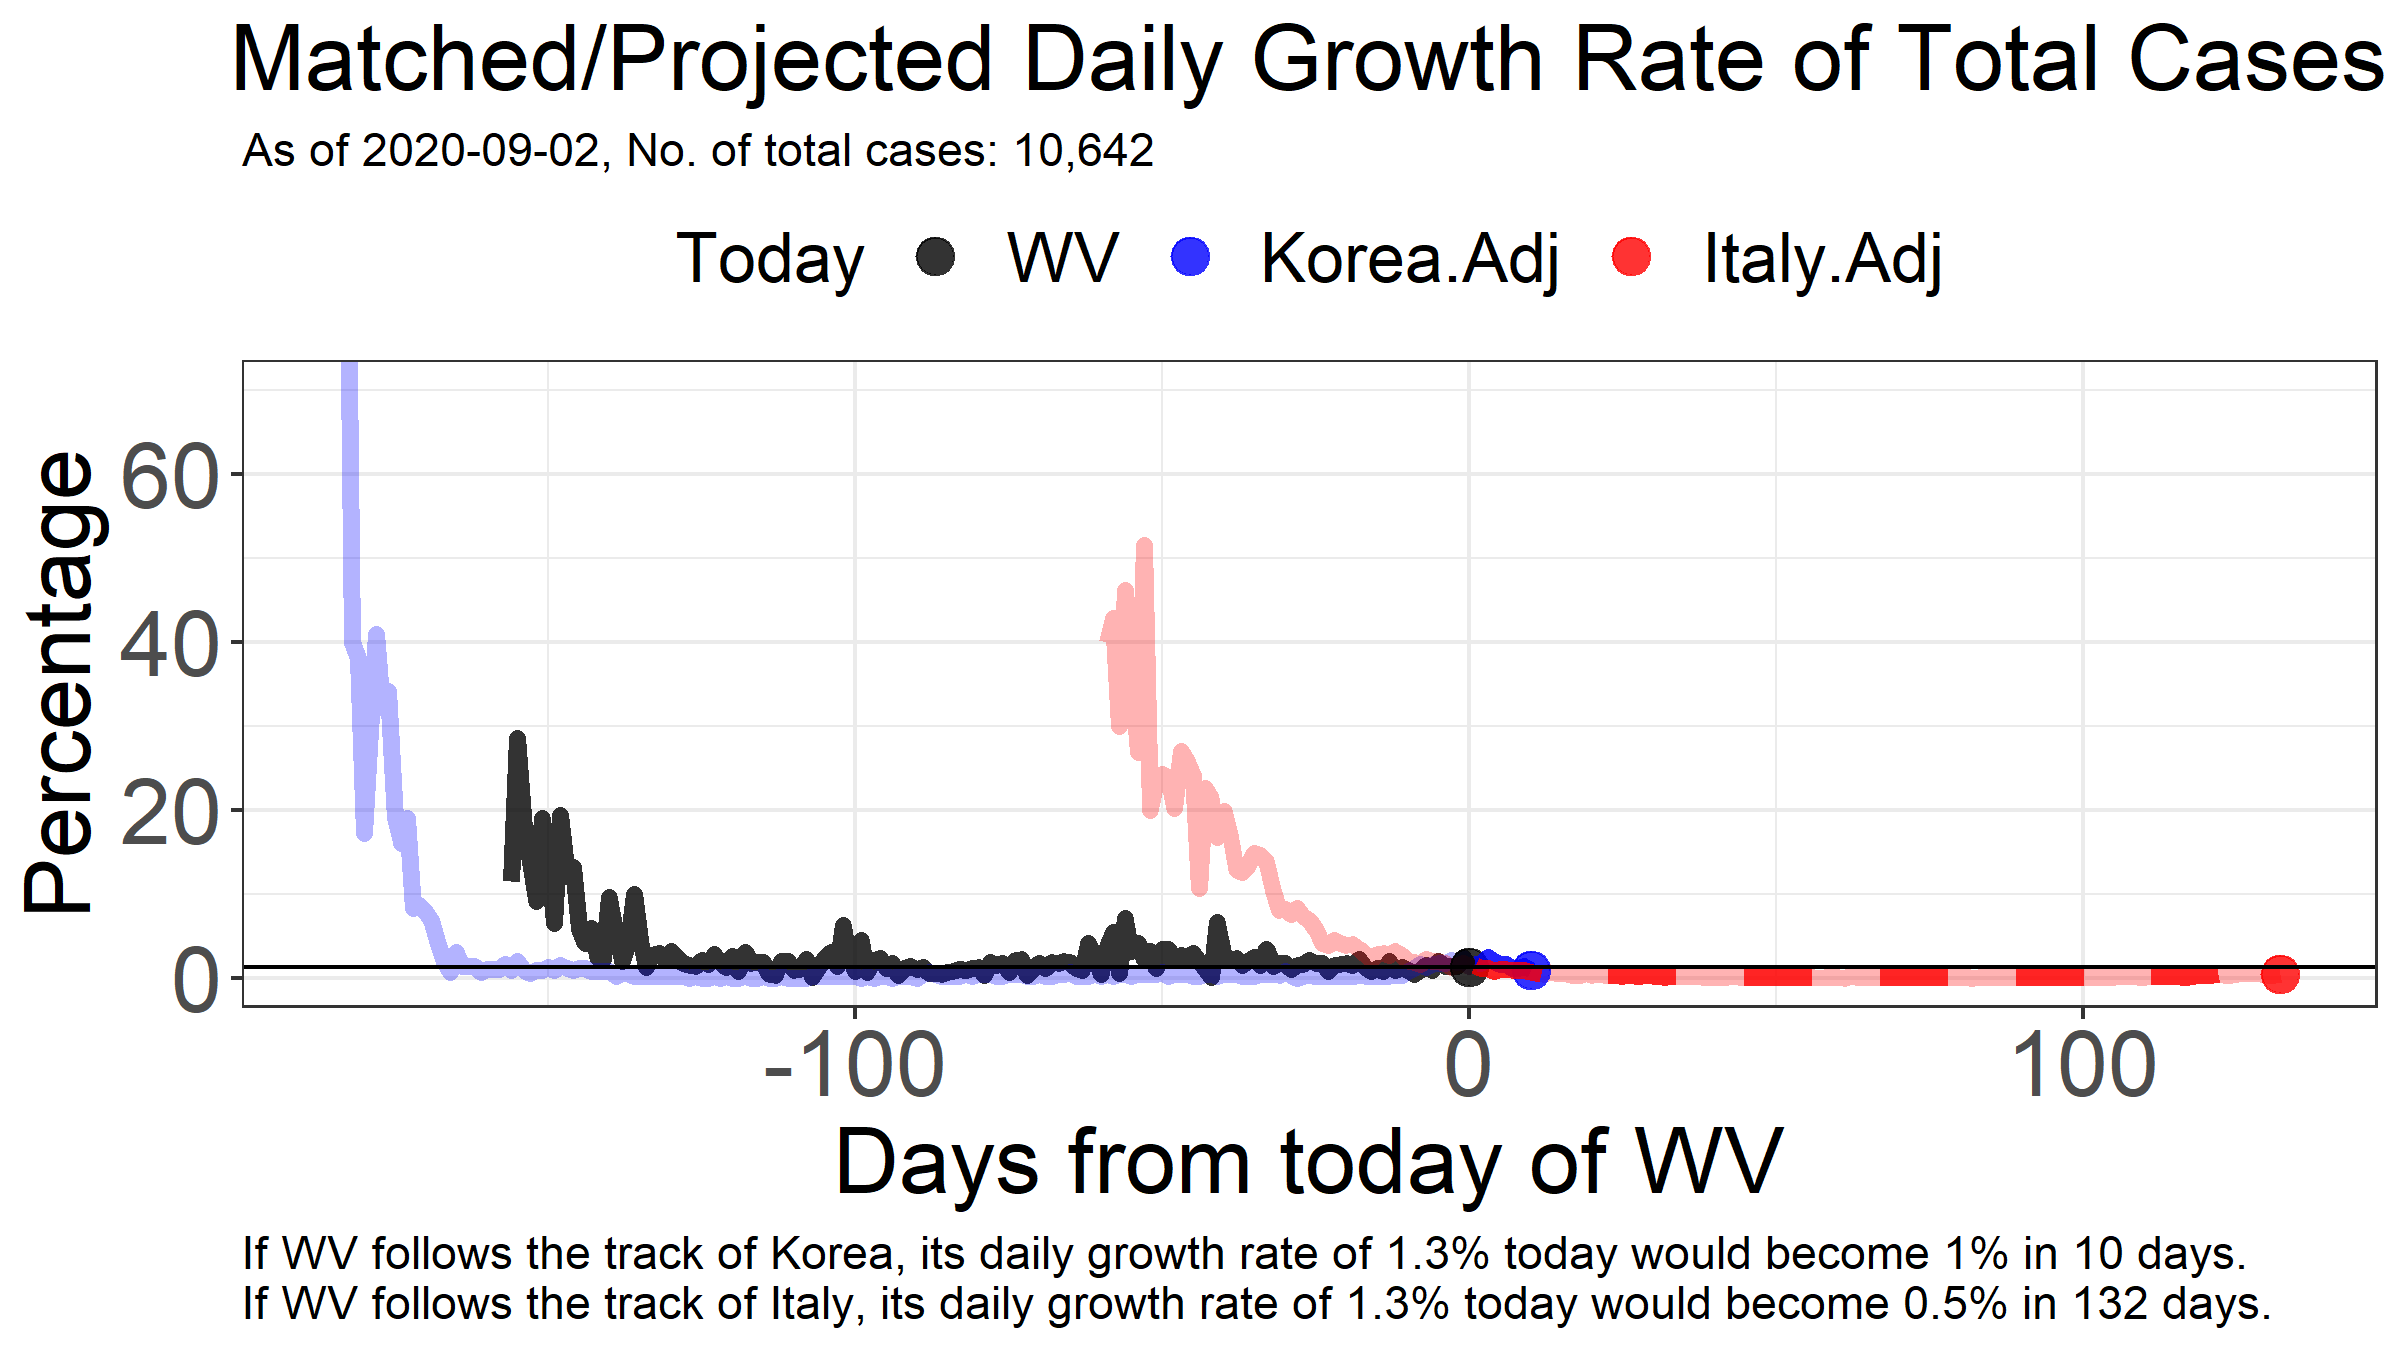 Matched/Projected Daily Growth Rate of Total Cases
As of 2020-09-02, No. of total cases: 10,642
Today WV Korea.Adj Italy.Adj
Percentage
60
40
20
0
-100 0 100
Days from today of WV
If WV follows the track of Korea, its daily growth rate of 1.3% today would become 1% in 10 days.
If WV follows the track of Italy, its daily growth rate of 1.3% today would become 0.5% in 132 days.